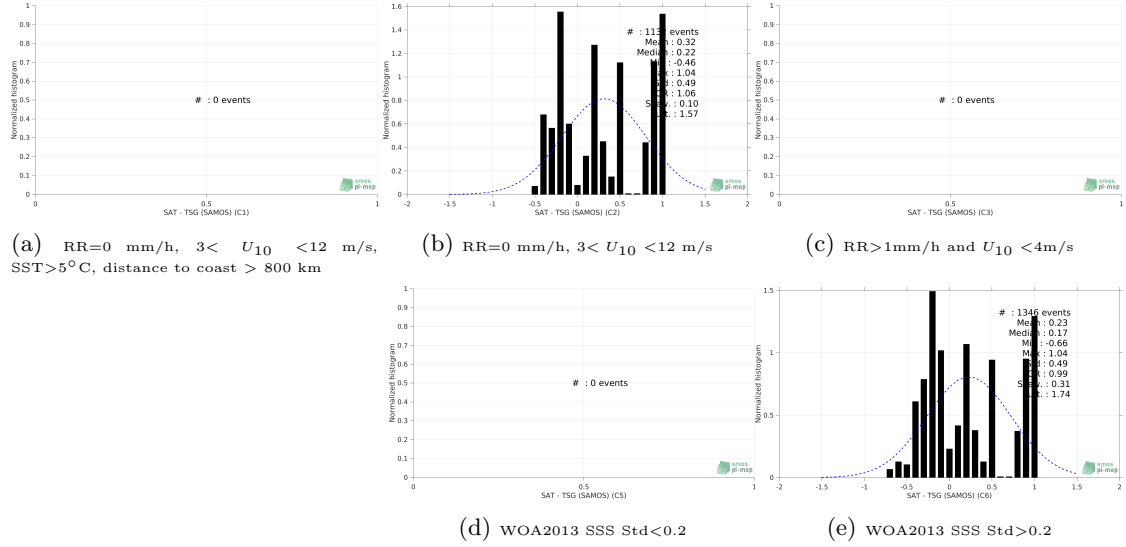 Normalized histogram
1
0.9
0.8
0.7
0.6
0.5
0.4
0.3
0.2
0.1
0
# : 0 events
smos
pi-mep
0 0.5 1
SAT - TSG (SAMOS) (C1)
(a) RR=0 mm/h, 3< U10 <12 m/s,
SST>5°C, distance to coast > 800 km
Normalized histogram
1.6
1.4
1.2
1
0.8
0.6
0.4
0.2
0
events
Mean : 0.32
Median : 0.22
: -0.46
: 1.04
: 0.49
: 1.06
: 0.10
: 1.57
smos
pi-mep
-2 -1.5 -1 -0.5 0 0.5 1 1.5 2
SAT - TSG (SAMOS) (C2)
(b) RR=0 mm/h, 3< U10 <12 m/s
Normalized histogram
1
0.9
0.8
0.7
0.6
0.5
0.4
0.3
0.2
0.1
0
# : 0 events
smos
pi-mep
0 0.5 1
SAT - TSG (SAMOS) (C3)
(c) RR>1mm/h and U10 <4m/s
Normalized histogram
1
0.9
0.8
0.7
0.6
0.5
0.4
0.3
0.2
0.1
0
# : 0 events
smos
pi-mep
0 0.5 1
SAT - TSG (SAMOS) (C5)
(d) WOA2013 SSS Std<0.2
Normalized histogram
1.5
1
0.5
0
# : 1346 events
Mean : 0.23
Median : 0.17
: -0.66
: 1.04
: 0.49
: 0.99
: 0.31
: 1.74
smos
pi-mep
-2 -1.5 -1 -0.5 0 0.5 1 1.5 2
SAT - TSG (SAMOS) (C6)
(e) WOA2013 SSS Std>0.2